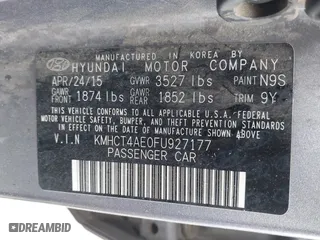 MANUFACTURED IN KOREA BY
HYUNDAI MOTOR COMPANY
APR/24/15 GVWR 3527 lbs PAINT N9S
GAWR FRONT 1874 lbs GAWR REAR 1852 lbs TRIM 9Y
THIS VEHICLE CONFORMS TO ALL APPLICABLE U.S.A. FEDERAL
MOTOR VEHICLE SAFETY, BUMPER, AND THEFT PREVENTION
STANDARDS IN EFFECT ON THE DATE OF MANUFACTURE SHOWN ABOVE
V.I.N KMHCT4AE0FU927177
PASSENGER CAR
DREAMBID